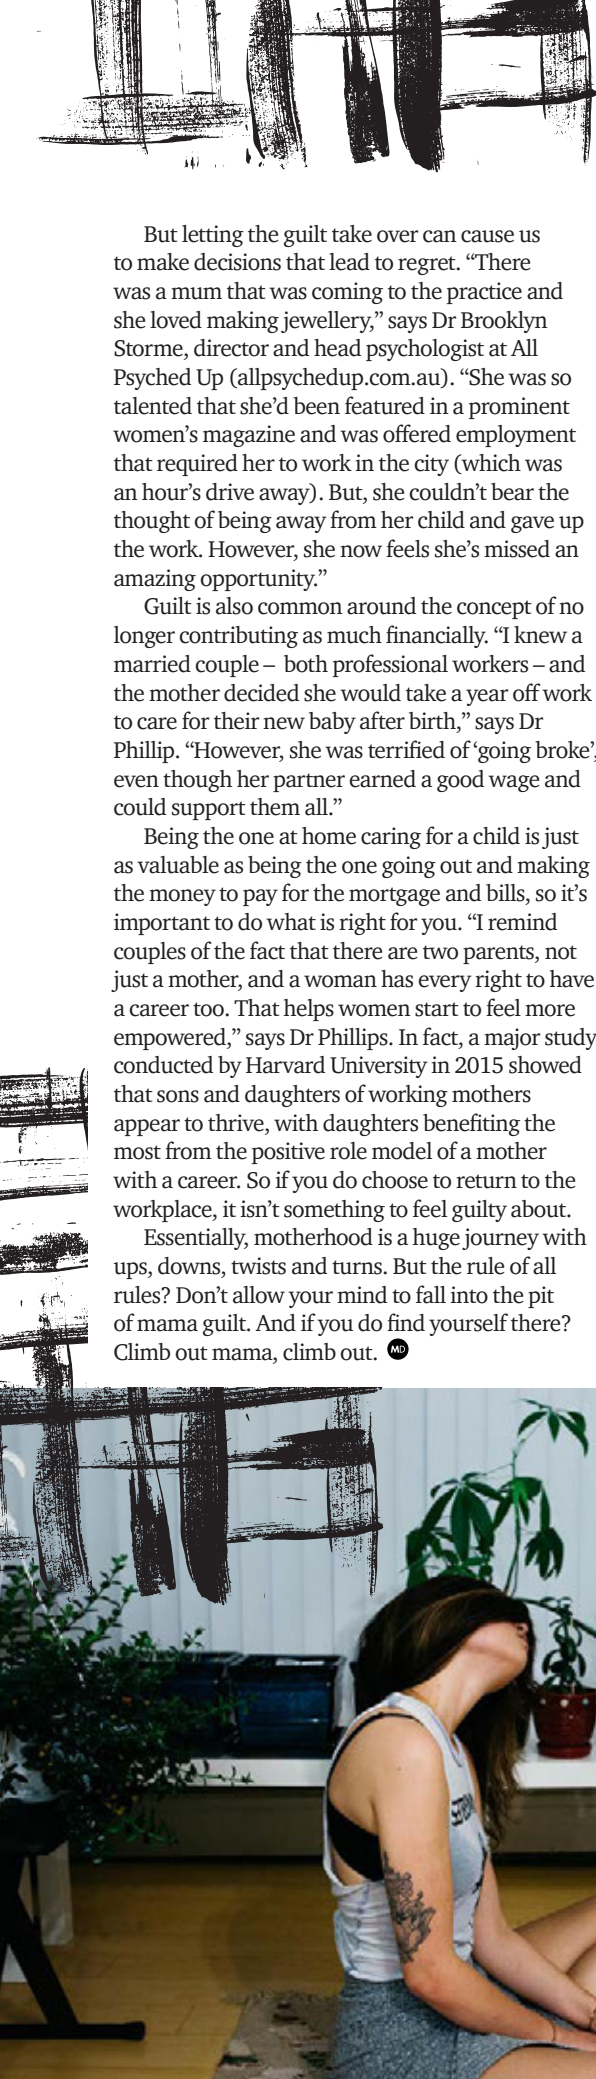 But letting the guilt take over can cause us
to make decisions that lead to regret. “There
was a mum that was coming to the practice and
she loved making jewellery,” says Dr Brooklyn
Storme, director and head psychologist at All
Psyched Up (allpsychedup.com.au). “She was so
talented that she’d been featured in a prominent
women’s magazine and was offered employment
that required her to work in the city (which was
an hour’s drive away). But, she couldn’t bear the
thought of being away from her child and gave up
the work. However, she now feels she’s missed an
amazing opportunity.”
Guilt is also common around the concept of no
longer contributing as much financially. “I knew a
married couple – both professional workers – and
the mother decided she would take a year off work
to care for their new baby after birth,” says Dr
Phillip. “However, she was terrified of ‘going broke’,
even though her partner earned a good wage and
could support them all.”
Being the one at home caring for a child is just
as valuable as being the one going out and making
the money to pay for the mortgage and bills, so it’s
important to do what is right for you. “I remind
couples of the fact that there are two parents, not
just a mother, and a woman has every right to have
a career too. That helps women start to feel more
empowered,” says Dr Phillips. In fact, a major study
conducted by Harvard University in 2015 showed
that sons and daughters of working mothers
appear to thrive, with daughters benefiting the
most from the positive role model of a mother
with a career. So if you do choose to return to the
workplace, it isn’t something to feel guilty about.
Essentially, motherhood is a huge journey with
ups, downs, twists and turns. But the rule of all
rules? Don’t allow your mind to fall into the pit
of mama guilt. And if you do find yourself there?
Climb out mama, climb out. MD